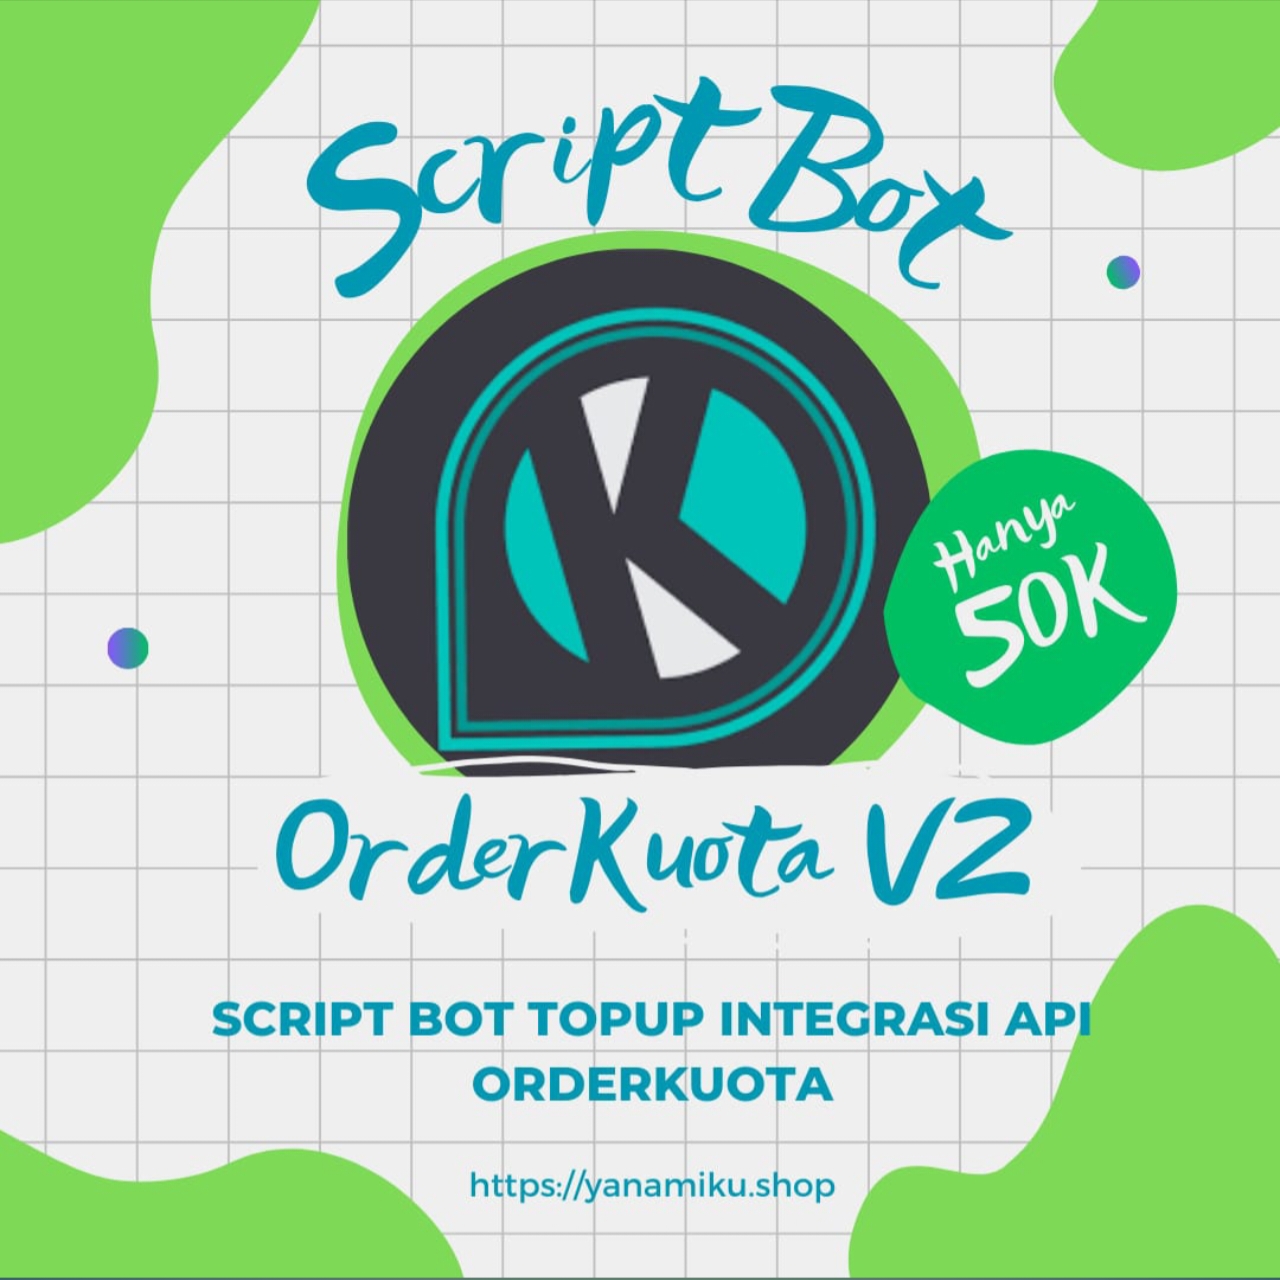 Script Bot
K
Hanya
50K
OrderKuota V2
SCRIPT BOT TOPUP INTEGRASI API
ORDERKUOTA
https://yanamiku.shop